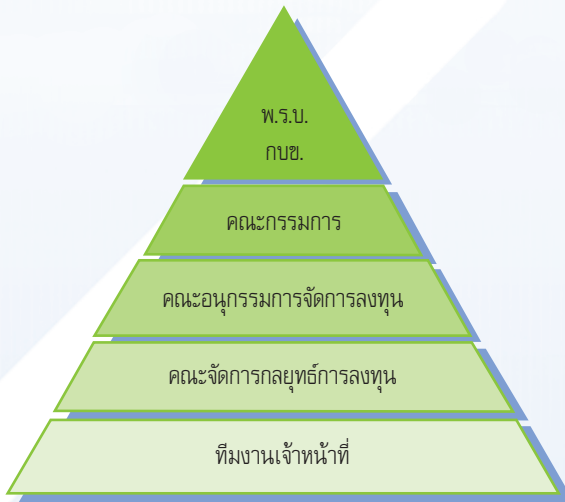 พ.ร.บ.
กบข.
คณะกรรมการ
คณะอนุกรรมการจัดการลงทุน
คณะจัดการกลยุทธ์การลงทุน
ทีมงานเจ้าหน้าที่